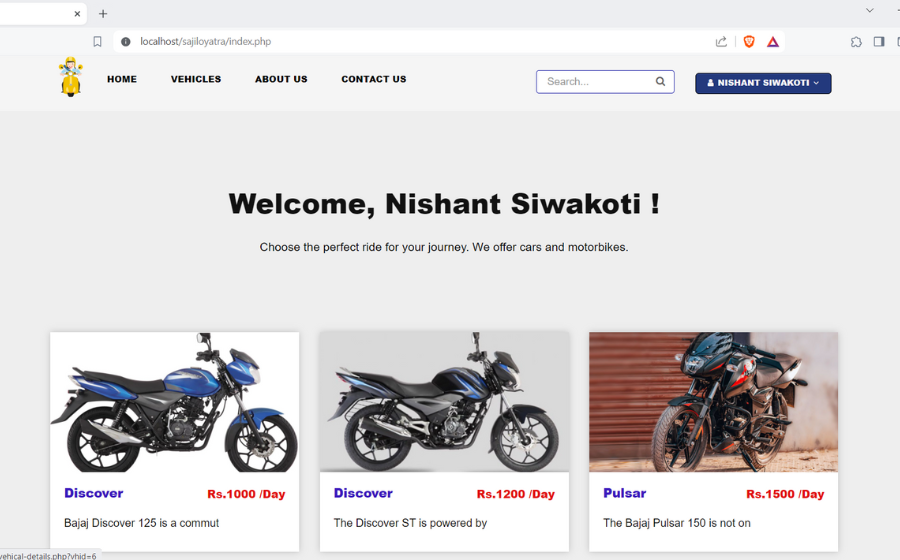 localhost/sajiloyatra/index.php
HOME VEHICLES ABOUT US CONTACT US Search... NISHANT SIWAKOTI
Welcome, Nishant Siwakoti !
Choose the perfect ride for your journey. We offer cars and motorbikes.
Discover Rs.1000 /Day
Bajaj Discover 125 is a commut
Discover Rs.1200 /Day
The Discover ST is powered by
Pulsar Rs.1500 /Day
The Bajaj Pulsar 150 is not on
vehical-details.php?vhid=6